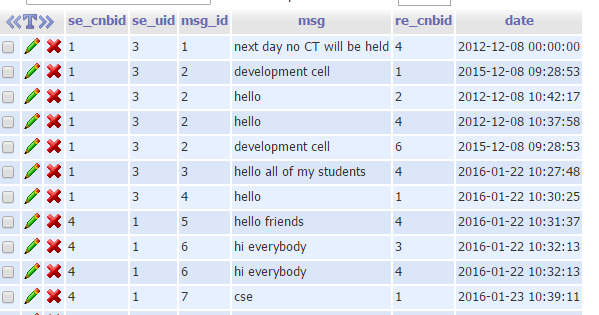 T se_cnbid se_uid msg_id msg re_cnbid date
1 3 1 next day no CT will be held 4 2012-12-08 00:00:00
1 3 2 development cell 1 2015-12-08 09:28:53
1 3 2 hello 2 2012-12-08 10:42:17
1 3 2 hello 4 2012-12-08 10:37:58
1 3 2 development cell 6 2015-12-08 09:28:53
1 3 3 hello all of my students 4 2016-01-22 10:27:48
1 3 4 hello 1 2016-01-22 10:30:25
4 1 5 hello friends 4 2016-01-22 10:31:37
4 1 6 hi everybody 3 2016-01-22 10:32:13
4 1 6 hi everybody 4 2016-01-22 10:32:13
4 1 7 cse 1 2016-01-23 10:39:11